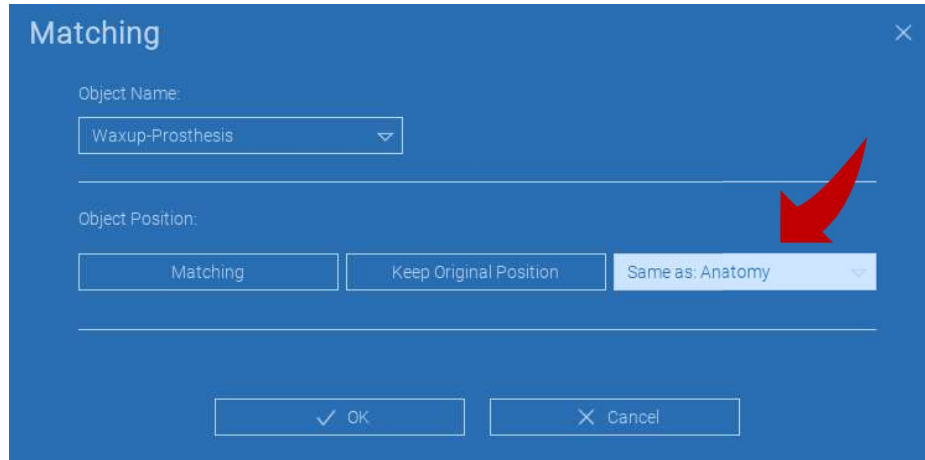 Matching
Object Name:
Waxup-Prosthesis
Object Position:
Matching
Keep Original Position
Same as: Anatomy
OK
Cancel